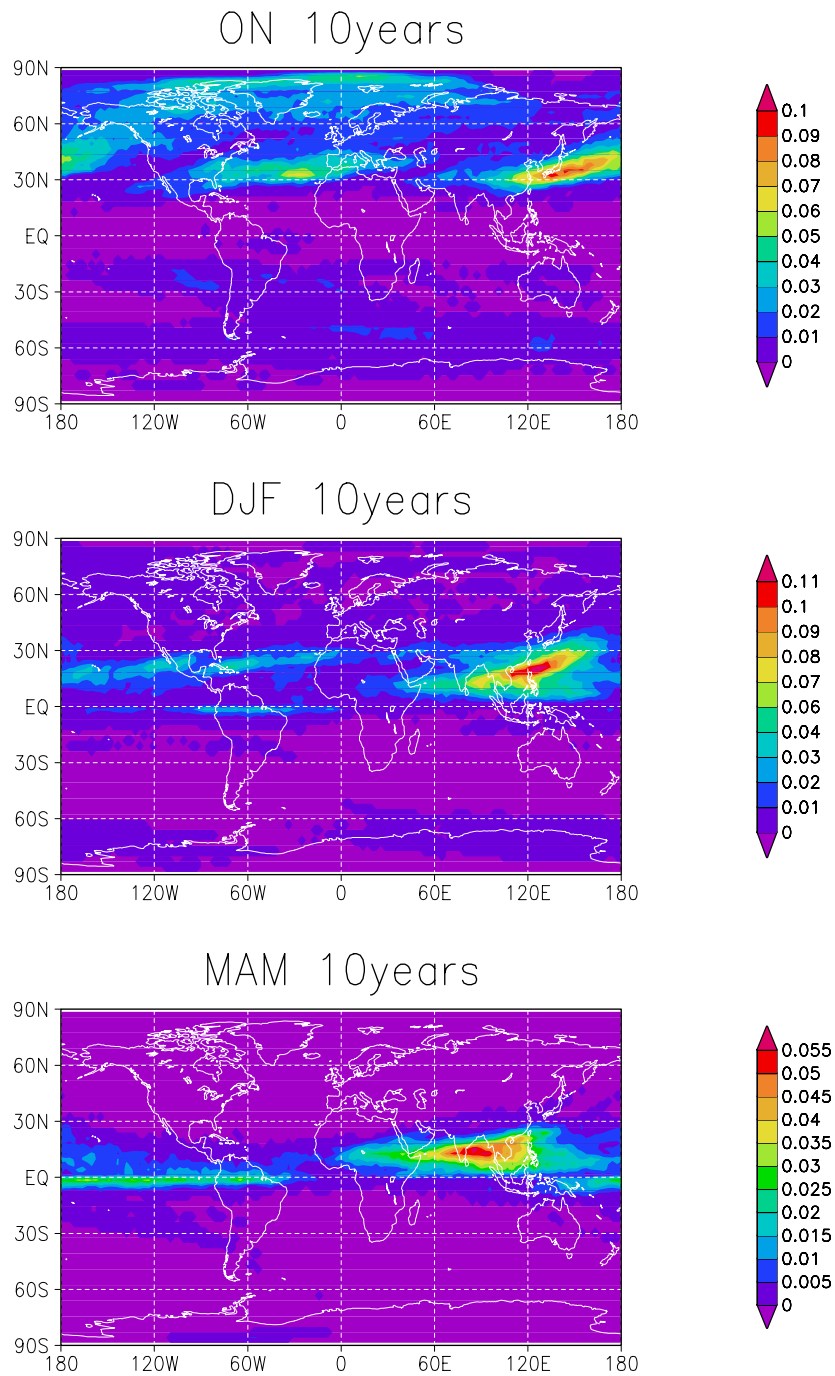 ON 10years
90N
60N
30N
EQ
30S
60S
90S
180 120W 60W 0 60E 120E 180
0.1
0.09
0.08
0.07
0.06
0.05
0.04
0.03
0.02
0.01
0
DJF 10years
90N
60N
30N
EQ
30S
60S
90S
180 120W 60W 0 60E 120E 180
0.11
0.1
0.09
0.08
0.07
0.06
0.05
0.04
0.03
0.02
0.01
0
MAM 10years
90N
60N
30N
EQ
30S
60S
90S
180 120W 60W 0 60E 120E 180
0.055
0.05
0.045
0.04
0.035
0.03
0.025
0.02
0.015
0.01
0.005
0